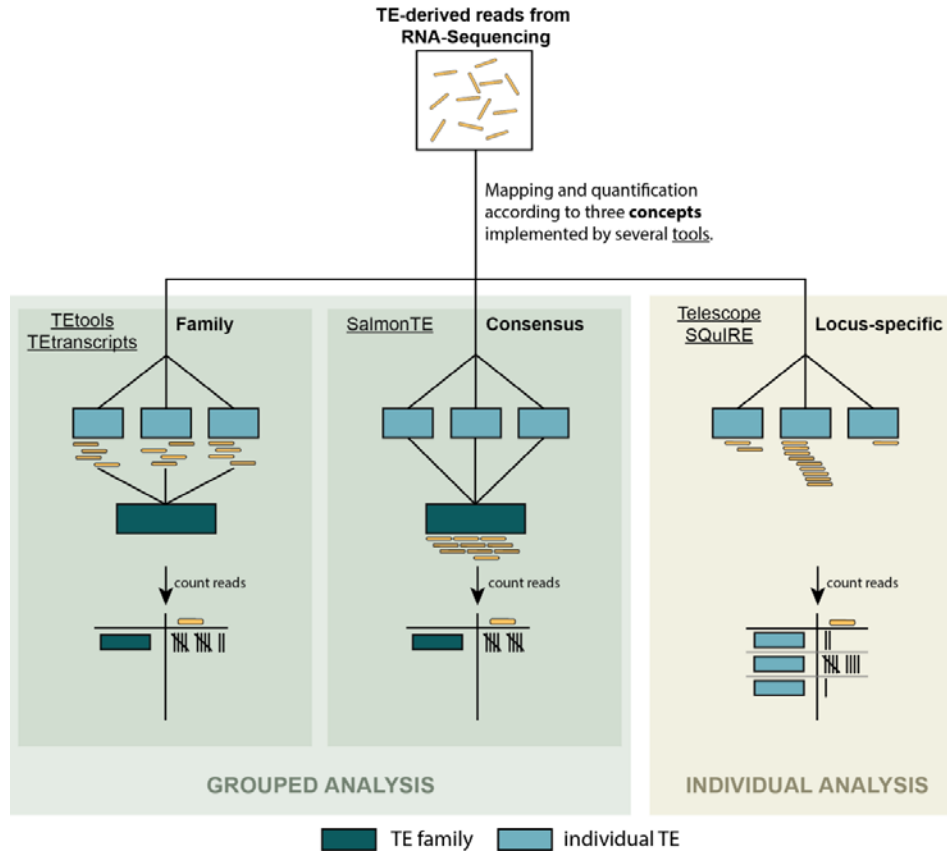 TE-derived reads from
RNA-Sequencing
Mapping and quantification
according to three concepts
implemented by several tools.
TEtools
TEtranscripts
Family
SalmonTE
Consensus
Telescope
SQuIRE
Locus-specific
count reads
count reads
count reads
GROUPED ANALYSIS
INDIVIDUAL ANALYSIS
TE family
individual TE